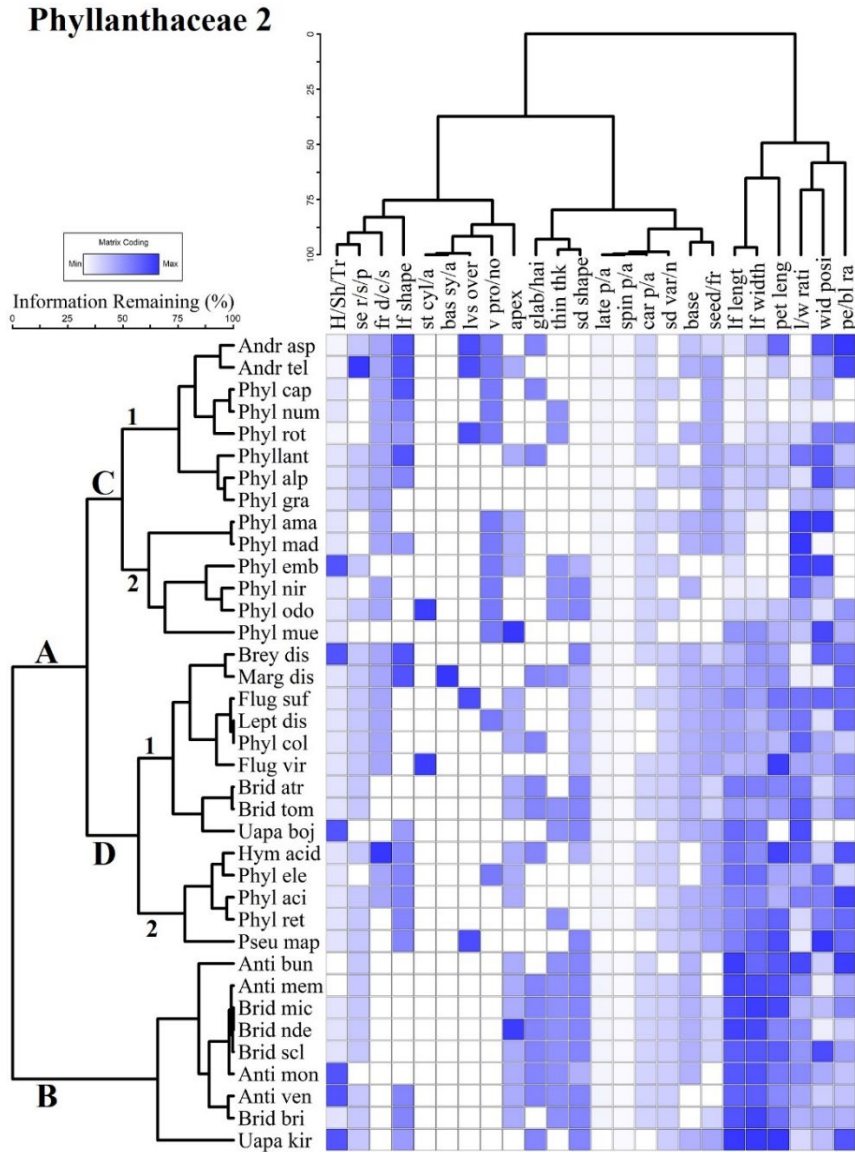 Phyllanthaceae 2
0
25
50
75
100
Matrix Coding
Min Max
Information Remaining (%)
0 25 50 75 100
H/Sh/Tr
se r/s/p
fr d/c/s
lf shape
st cyl/a
bas sy/a
lvs over
v pro/no
apex
glab/hai
thin thk
sd shape
late p/a
spin p/a
car p/a
sd var/n
base
seed/fr
lf lengt
lf width
pet leng
l/w rati
wid posi
pe/bl ra
Andr asp
Andr tel
Phyl cap
1
Phyl num
Phyl rot
Phyllant
C
Phyl alp
Phyl gra
Phyl ama
Phyl mad
2
Phyl emb
Phyl nir
Phyl odo
Phyl mue
A
Brey dis
Marg dis
Flug suf
Lept dis
1
Phyl col
Flug vir
Brid atr
Brid tom
D
Uapa boj
Hym acid
Phyl ele
Phyl aci
2
Phyl ret
Pseu map
Anti bun
Anti mem
Brid mic
Brid nde
Brid scl
Anti mon
B
Anti ven
Brid bri
Uapa kir